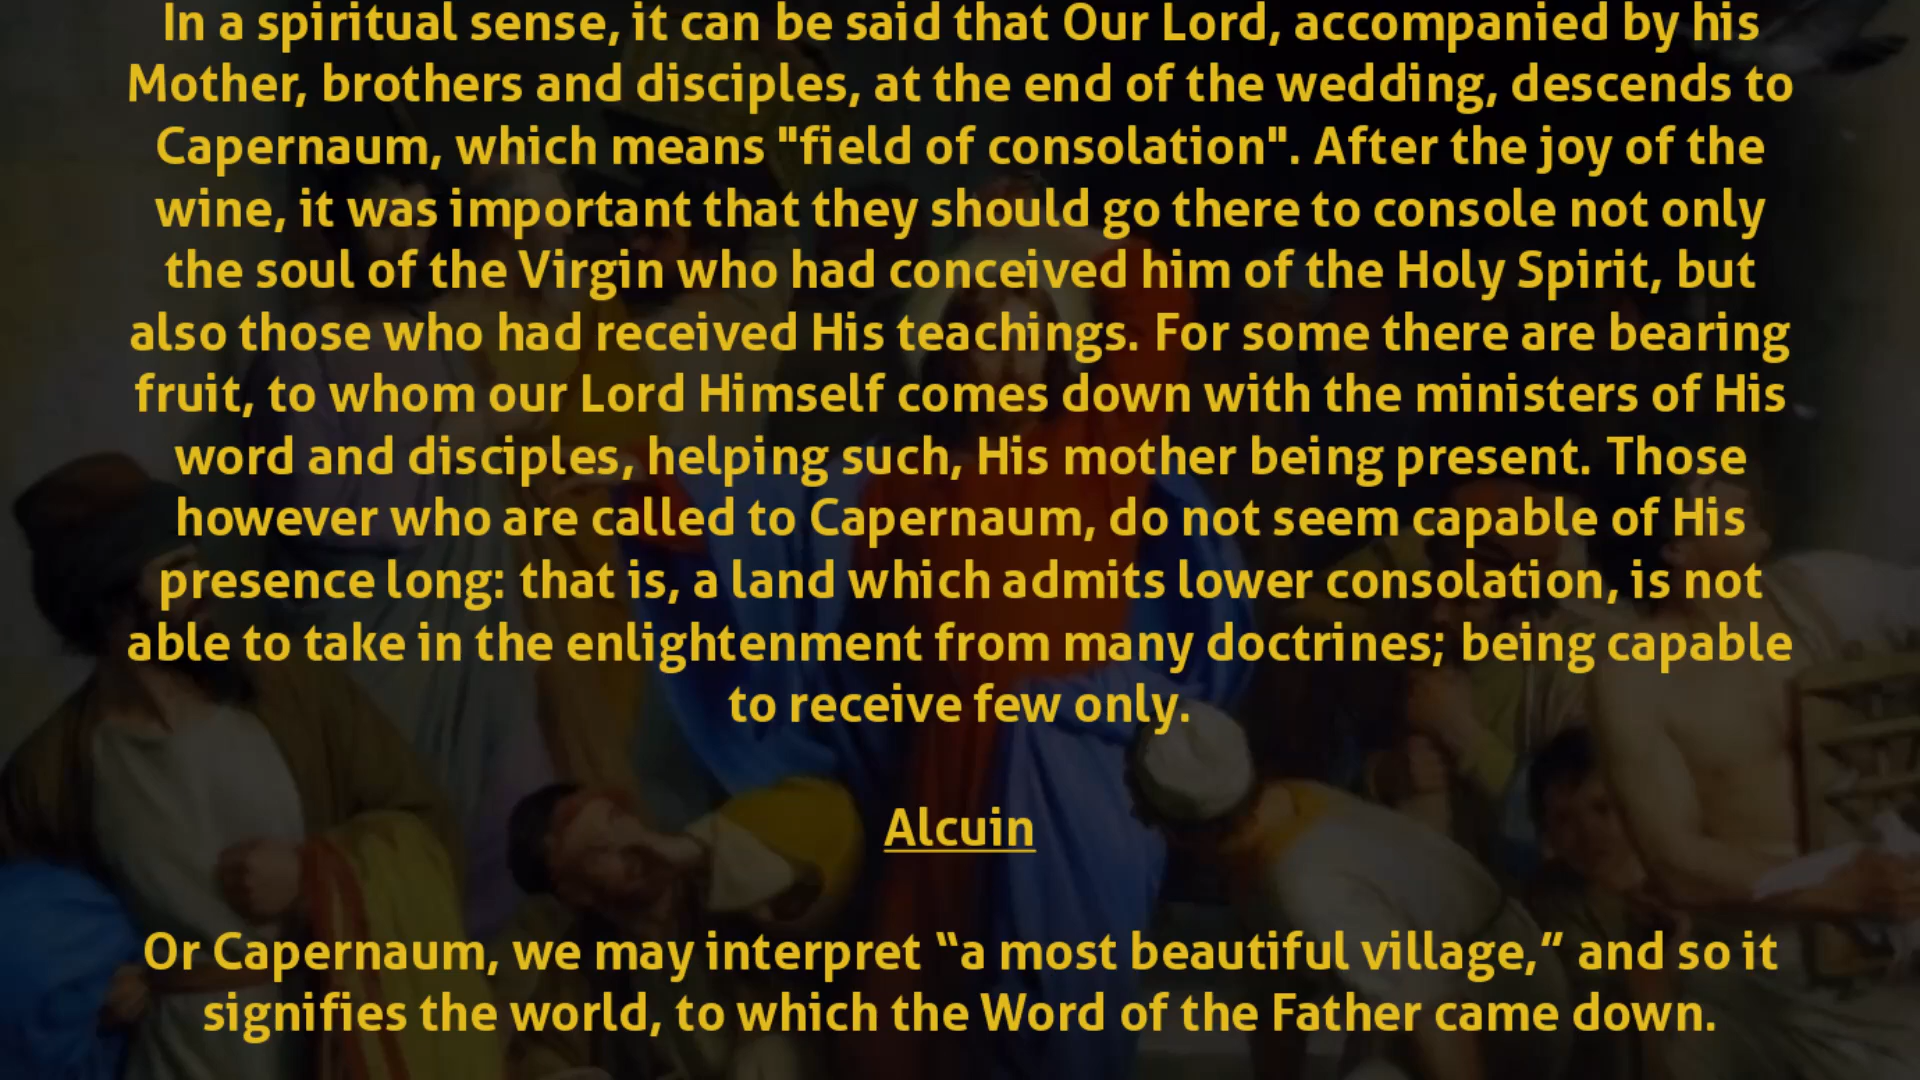 In a spiritual sense, it can be said that Our Lord, accompanied by his
Mother, brothers and disciples, at the end of the wedding, descends to
Capernaum, which means "field of consolation". After the joy of the
wine, it was important that they should go there to console not only
the soul of the Virgin who had conceived him of the Holy Spirit, but
also those who had received His teachings. For some there are bearing
fruit, to whom our Lord Himself comes down with the ministers of His
word and disciples, helping such, His mother being present. Those
however who are called to Capernaum, do not seem capable of His
presence long: that is, a land which admits lower consolation, is not
able to take in the enlightenment from many doctrines; being capable
to receive few only.
Alcuin
Or Capernaum, we may interpret “a most beautiful village,” and so it
signifies the world, to which the Word of the Father came down.